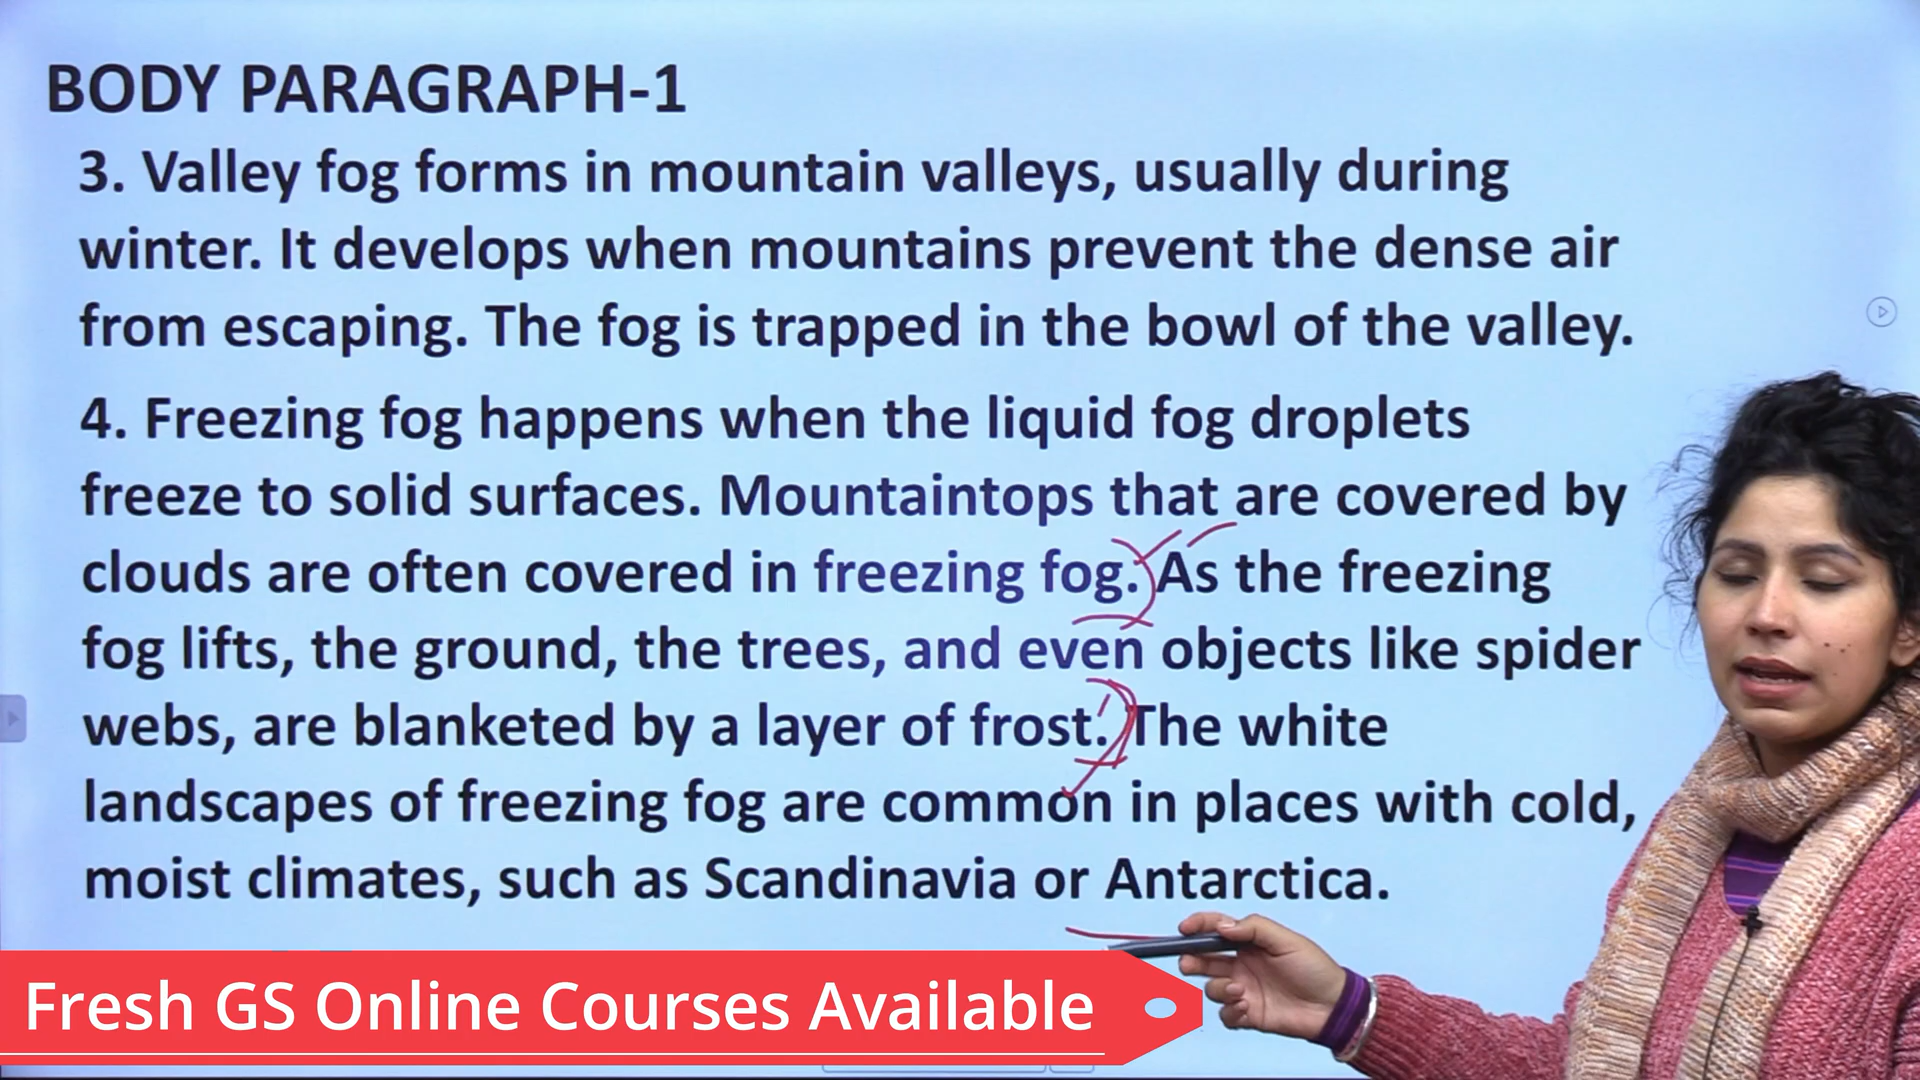 BODY PARAGRAPH-1
3. Valley fog forms in mountain valleys, usually during
winter. It develops when mountains prevent the dense air
from escaping. The fog is trapped in the bowl of the valley.
4. Freezing fog happens when the liquid fog droplets
freeze to solid surfaces. Mountaintops that are covered by
clouds are often covered in freezing fog. As the freezing
fog lifts, the ground, the trees, and even objects like spider
webs, are blanketed by a layer of frost. The white
landscapes of freezing fog are common in places with cold,
moist climates, such as Scandinavia or Antarctica.
Fresh GS Online Courses Available